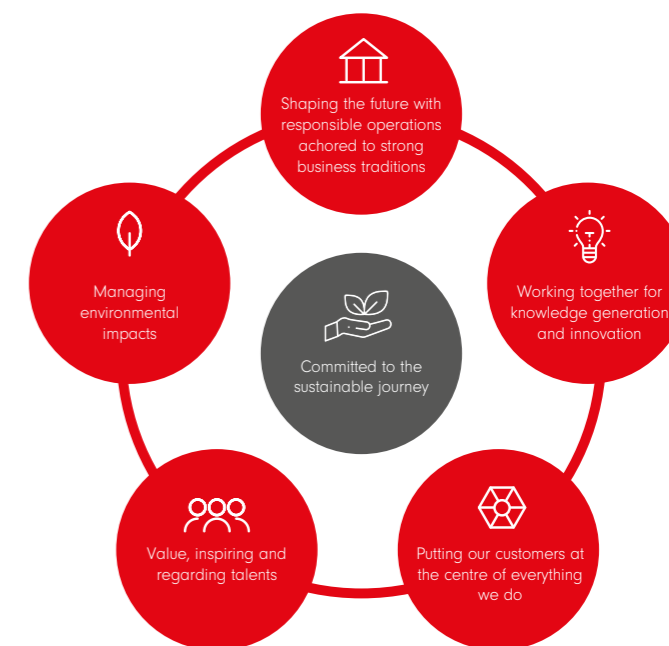 Shaping the future with
responsible operations
achored to strong
business traditions
Managing
environmental
impacts
Working together for
knowledge generation
and innovation
Committed to the
sustainable journey
Value, inspiring and
regarding talents
Putting our customers at
the centre of everything
we do